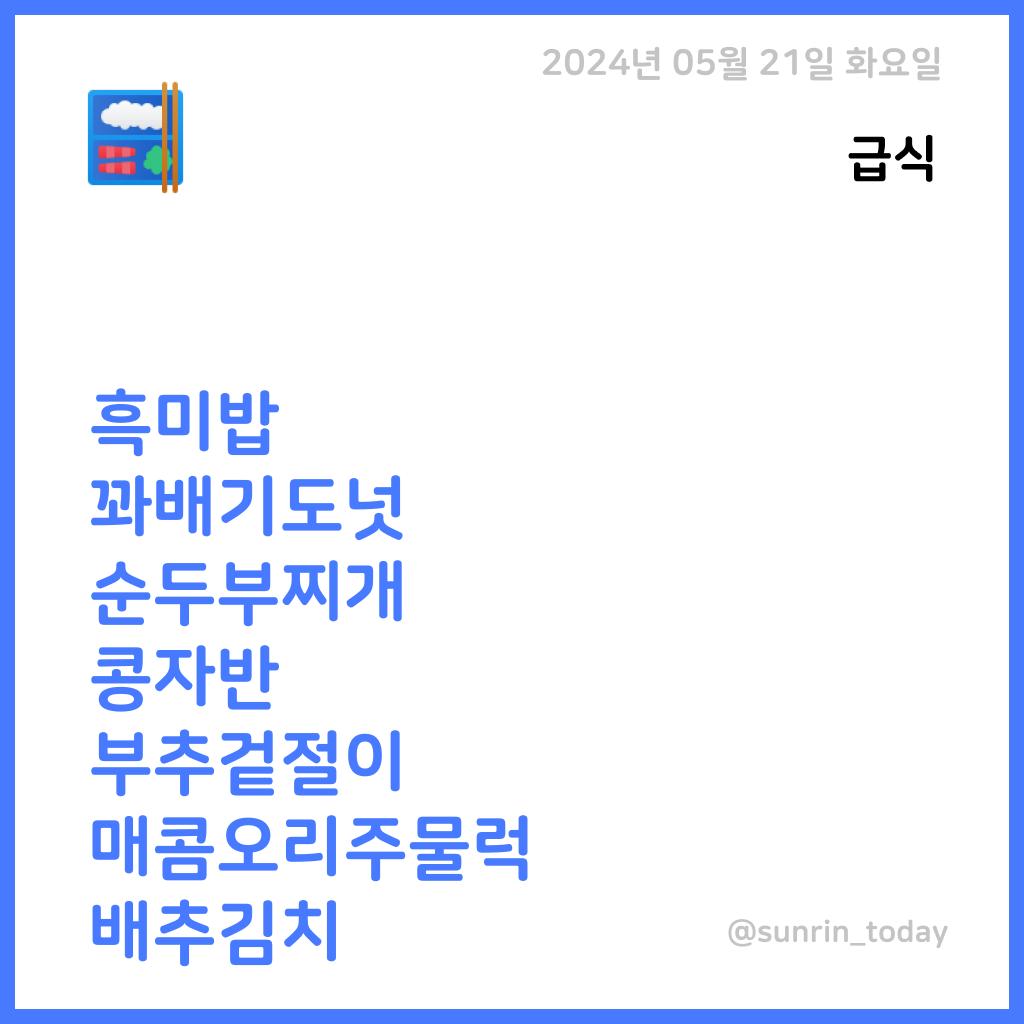 2024년 05월 21일 화요일
급식
흑미밥
꽈배기도넛
순두부찌개
콩자반
부추겉절이
매콤오리주물럭
배추김치
@sunrin_today